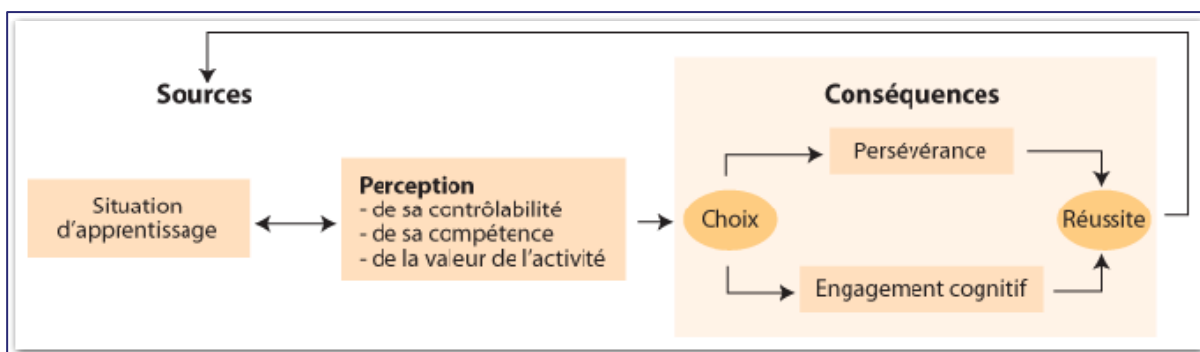 Sources
Conséquences
Situation
d'apprentissage
Perception
- de sa contrôlabilité
- de sa compétence
- de la valeur de l'activité
Choix
Persévérance
Engagement cognitif
Réussite